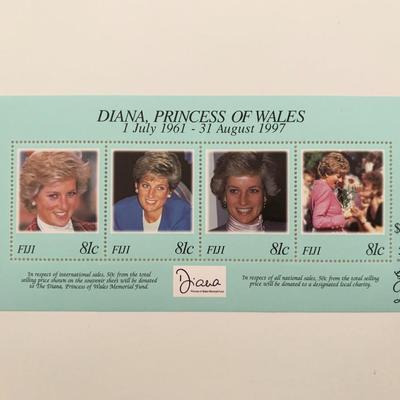 DIANA, PRINCESS OF WALES
1 July 1961 - 31 August 1997
FIJI 81c
FIJI 81c
FIJI 81c
FIJI 81c
$
In respect of international sales, 50c from the total
selling price shown on the souvenir sheet will be donated
to The Diana, Princess of Wales Memorial Fund.
Diana
In respect of all national sales, 50c of the total selling
price will be donated to a designated local charity.